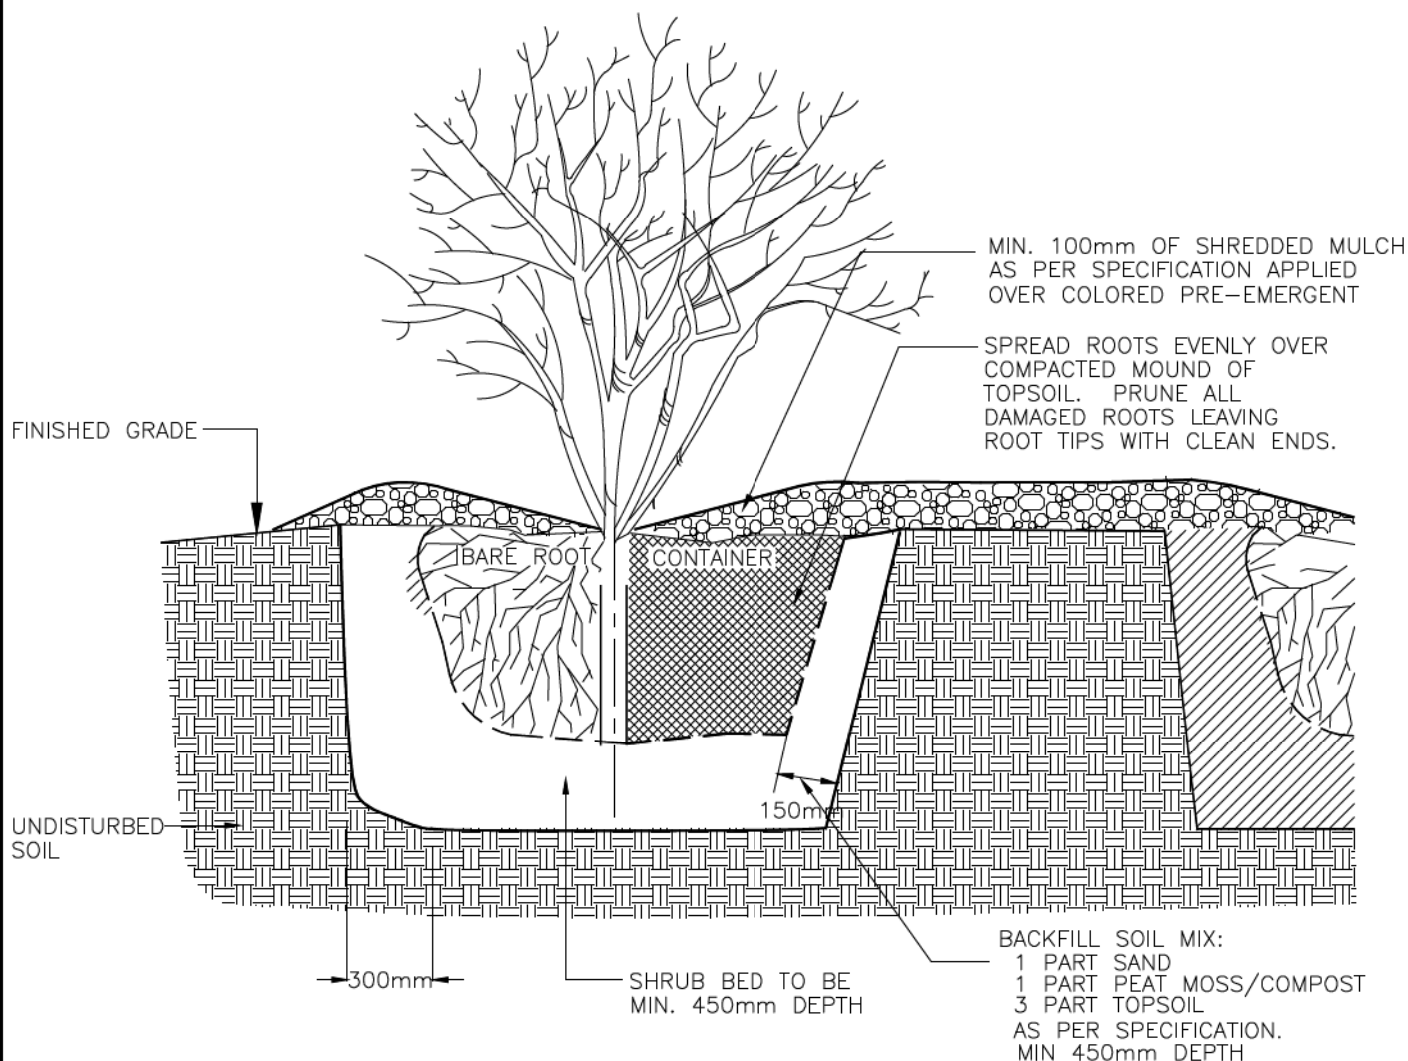 MIN. 100mm OF SHREDDED MULCH
AS PER SPECIFICATION APPLIED
OVER COLORED PRE-EMERGENT
SPREAD ROOTS EVENLY OVER
COMPACTED MOUND OF
TOPSOIL. PRUNE ALL
DAMAGED ROOTS LEAVING
ROOT TIPS WITH CLEAN ENDS.
FINISHED GRADE
BARE ROOT
CONTAINER
150mm
UNDISTURBED
SOIL
300mm
SHRUB BED TO BE
MIN. 450mm DEPTH
BACKFILL SOIL MIX:
1 PART SAND
1 PART PEAT MOSS/COMPOST
3 PART TOPSOIL
AS PER SPECIFICATION.
MIN 450mm DEPTH